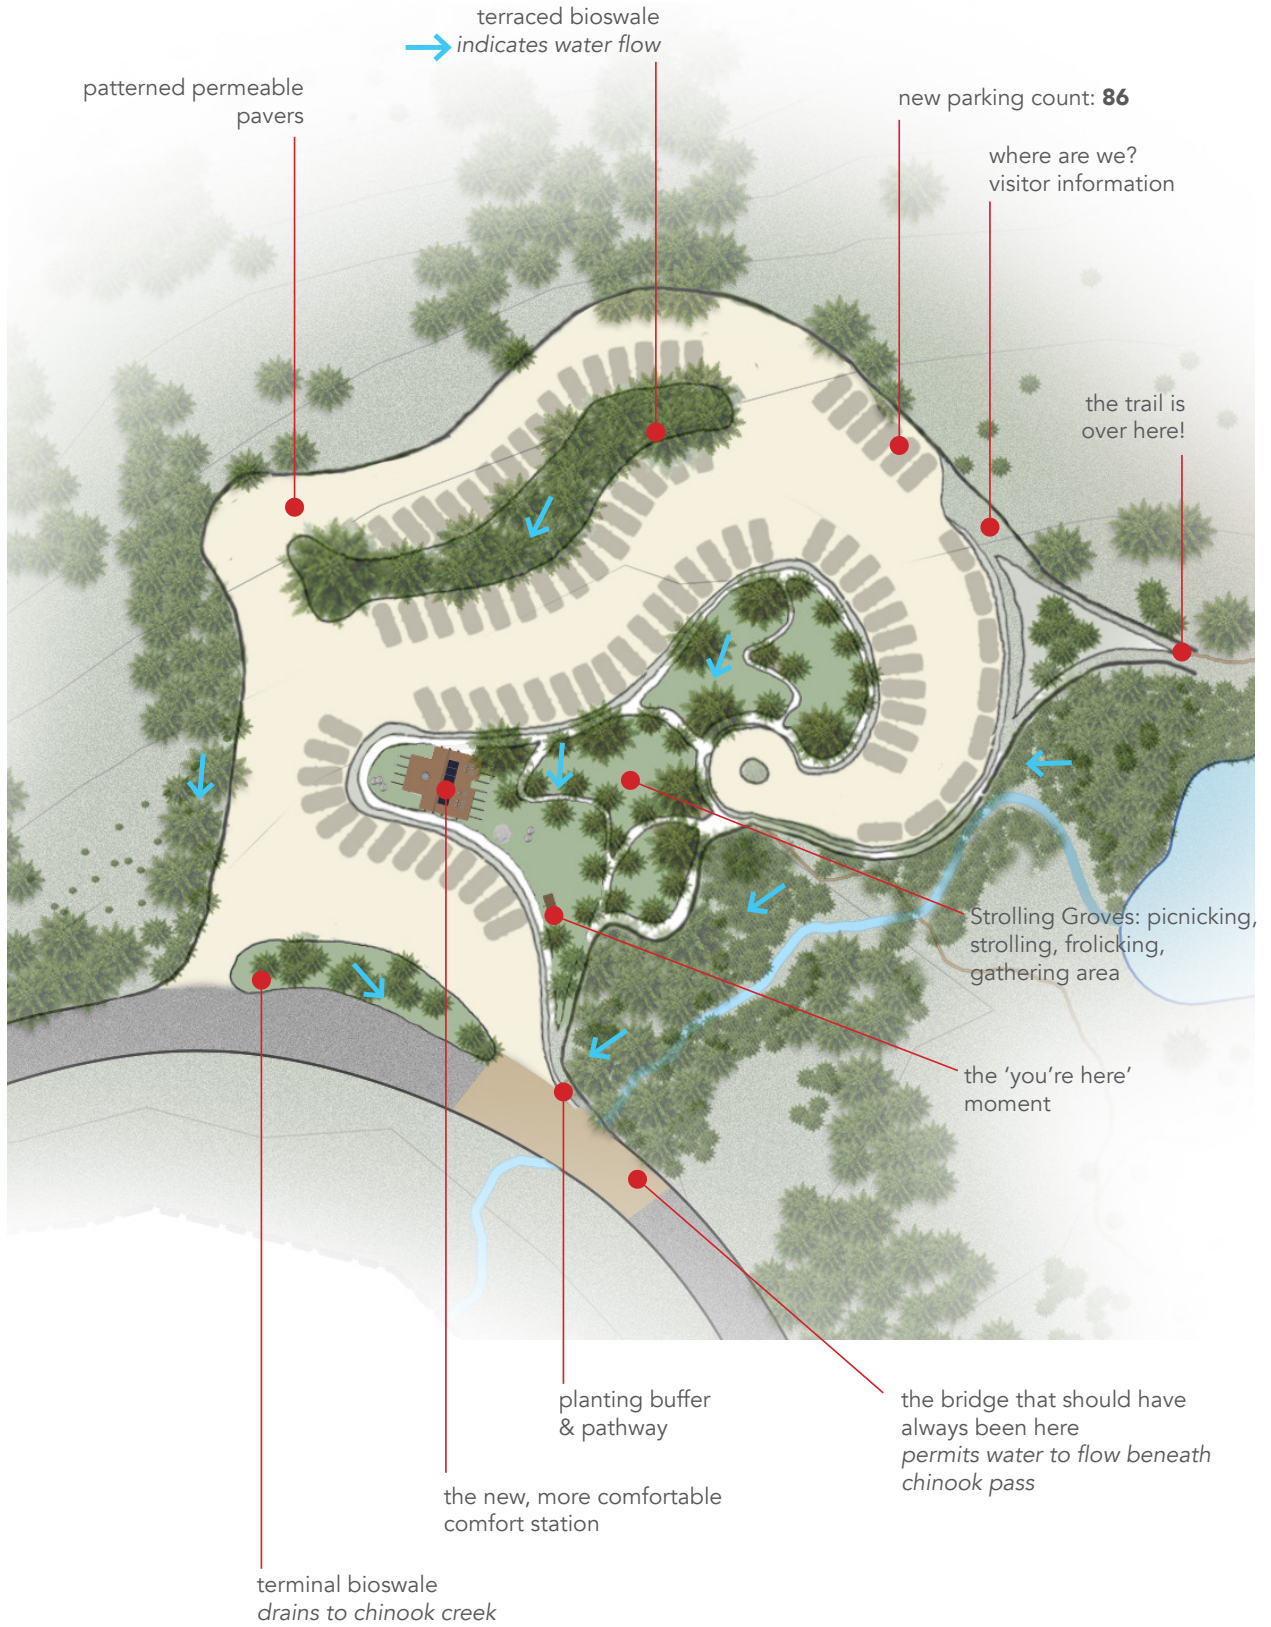 terraced bioswale
indicates water flow
patterned permeable
pavers
new parking count: 86
where are we?
visitor information
the trail is
over here!
Strolling Groves: picnicking,
strolling, frolicking,
gathering area
the ‘you’re here’
moment
planting buffer
& pathway
the bridge that should have
always been here
permits water to flow beneath
chinook pass
the new, more comfortable
comfort station
terminal bioswale
drains to chinook creek